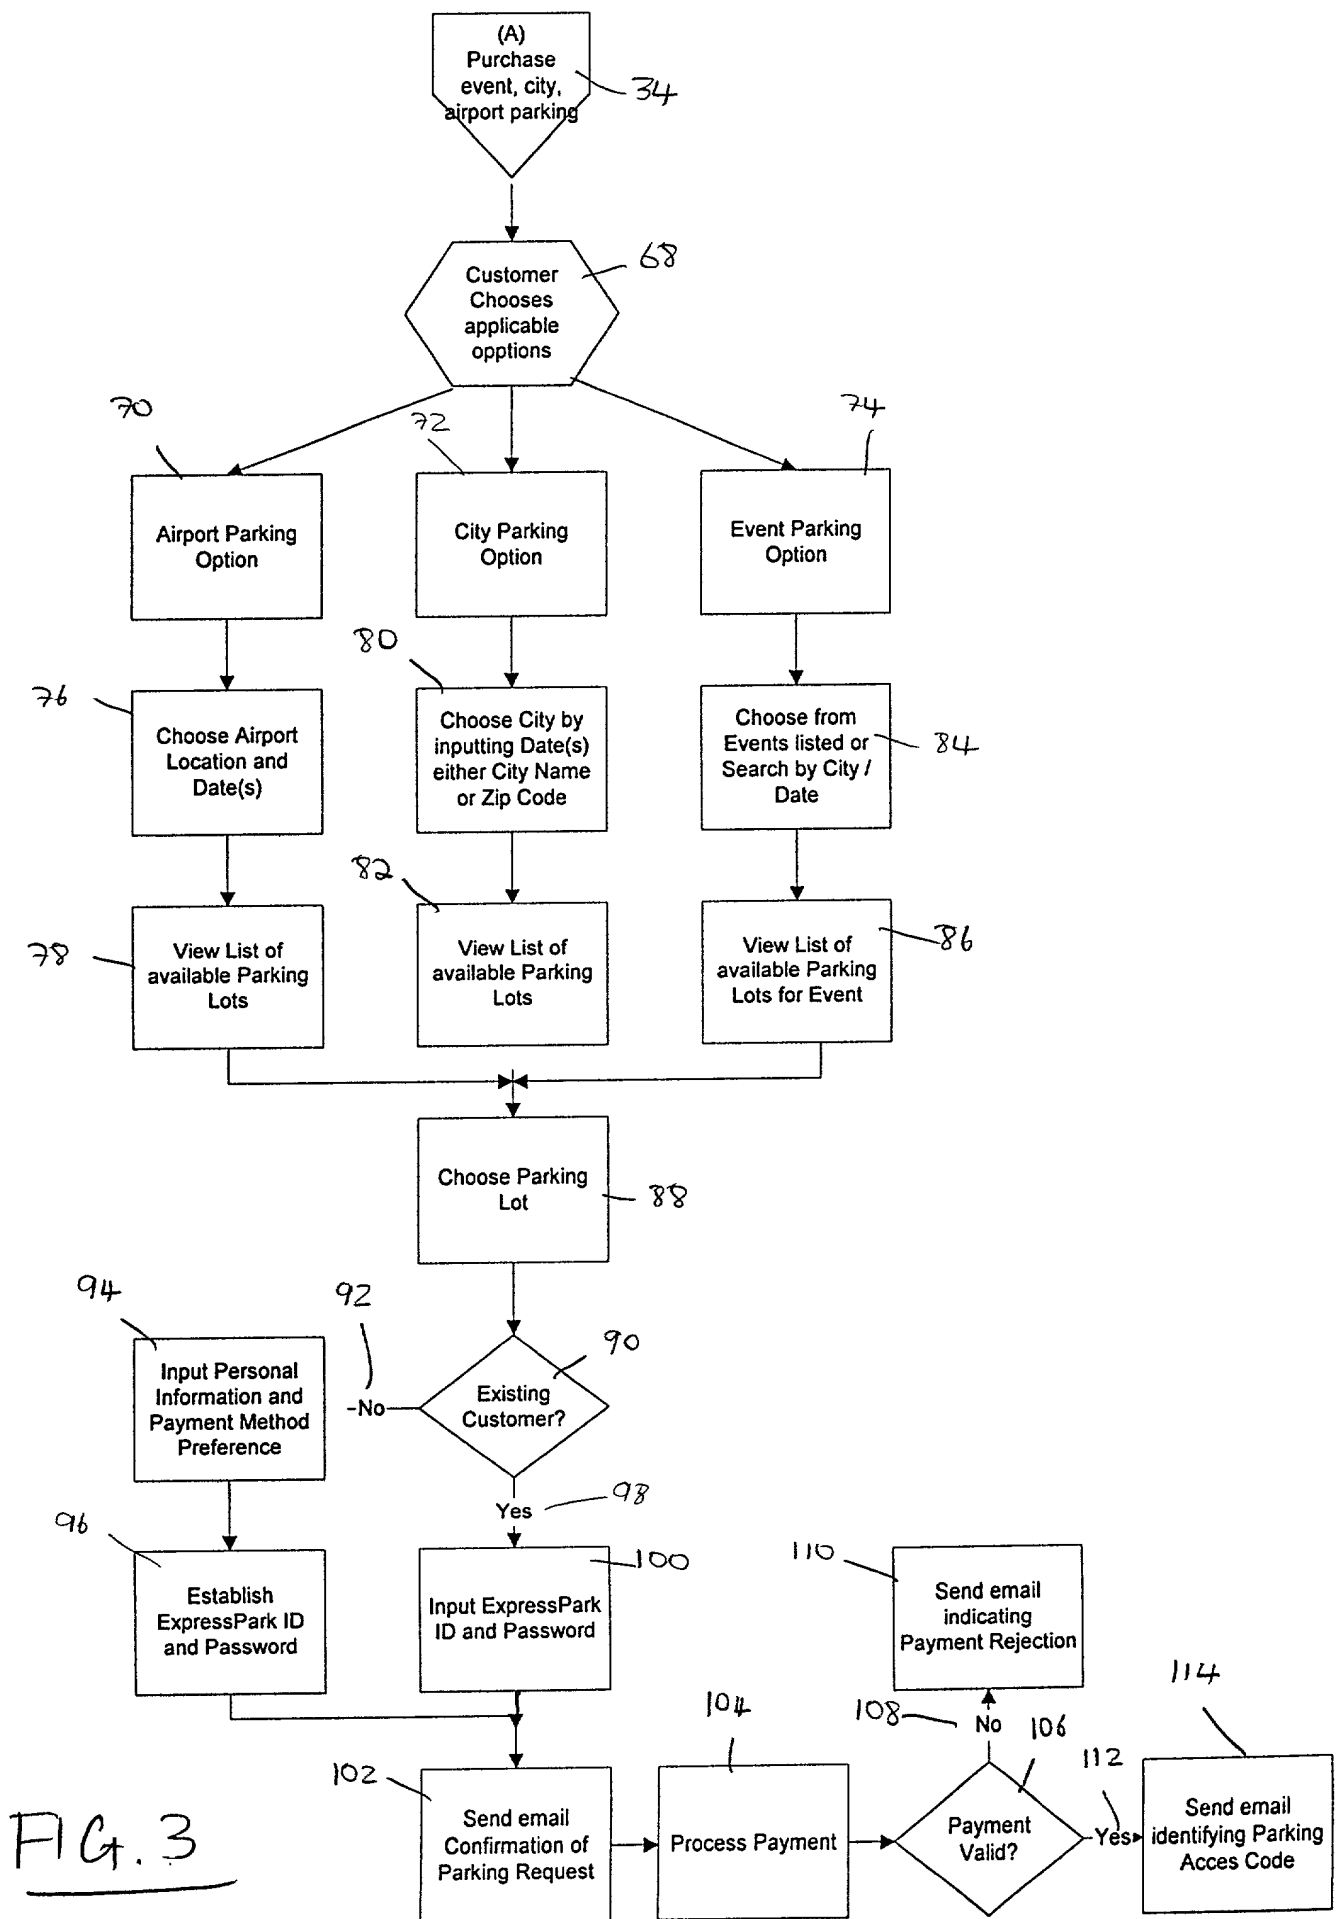 (A)
Purchase
event, city,
airport parking
34
Customer
Chooses
applicable
opptions
68
70
72
74
Airport Parking
Option
City Parking
Option
Event Parking
Option
76
Choose Airport
Location and
Date(s)
80
Choose City by
inputting Date(s)
either City Name
or Zip Code
Choose from
Events listed or
Search by City /
Date
84
78
View List of
available Parking
Lots
82
View List of
available Parking
Lots
View List of
available Parking
Lots for Event
86
Choose Parking
Lot
88
94
Input Personal
Information and
Payment Method
Preference
92
-No
90
Existing
Customer?
Yes
98
96
Establish
ExpressPark ID
and Password
100
Input ExpressPark
ID and Password
110
Send email
indicating
Payment Rejection
102
Send email
Confirmation of
Parking Request
104
Process Payment
108
No
106
Payment
Valid?
112
Yes
114
Send email
identifying Parking
Acces Code
FIG. 3